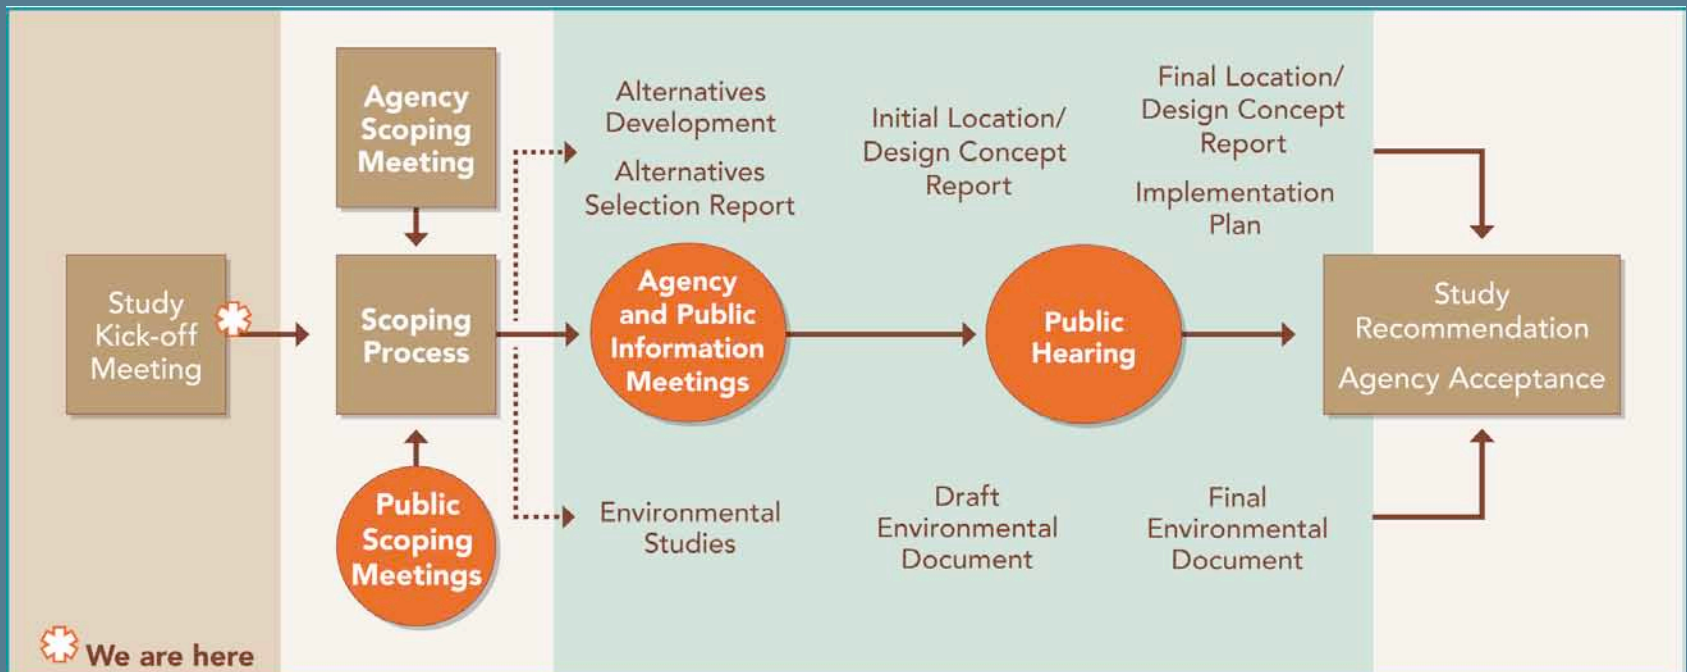 Study
Kick-off
Meeting
We are here
Agency
Scoping
Meeting
Scoping
Process
Public
Scoping
Meetings
Alternatives
Development
Alternatives
Selection Report
Agency
and Public
Information
Meetings
Environmental
Studies
Initial Location/
Design Concept
Report
Public
Hearing
Draft
Environmental
Document
Final Location/
Design Concept
Report
Implementation
Plan
Final
Environmental
Document
Study
Recommendation
Agency Acceptance